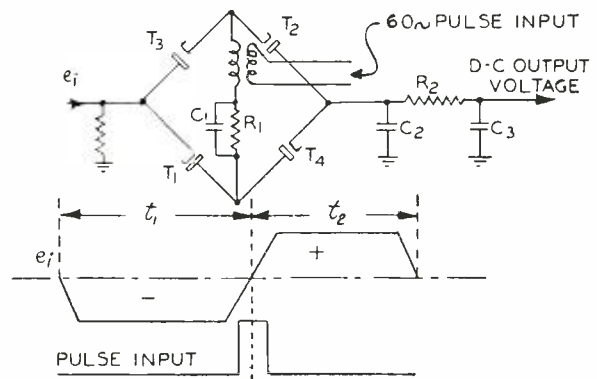 60~ PULSE INPUT
D-C OUTPUT
VOLTAGE
T3
T2
ei
C1
R1
T1
T4
R2
C2
C3
t1
t2
ei
+
-
PULSE INPUT